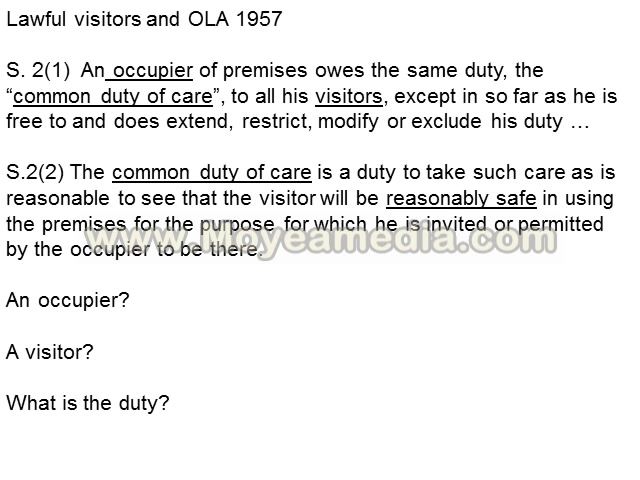 Lawful visitors and OLA 1957
S. 2(1)  An occupier of premises owes the same duty, the
“common duty of care”, to all his visitors, except in so far as he is
free to and does extend, restrict, modify or exclude his duty …
S.2(2) The common duty of care is a duty to take such care as is
reasonable to see that the visitor will be reasonably safe in using
the premises for the purpose for which he is invited or permitted
www.Moyeamedia.com
by the occupier to be there.
An occupier?
A visitor?
What is the duty?